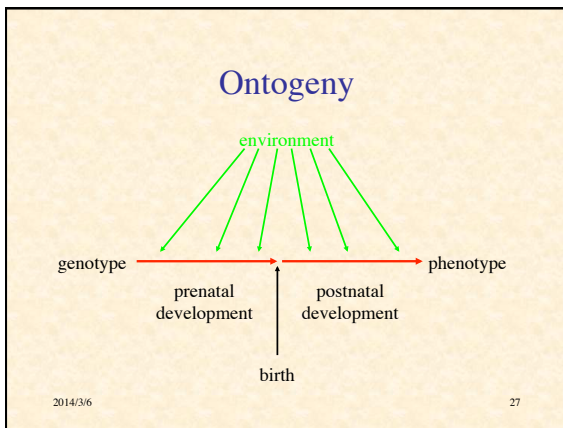 Ontogeny
environment
genotype
phenotype
prenatal
development
postnatal
development
birth
2014/3/6
27